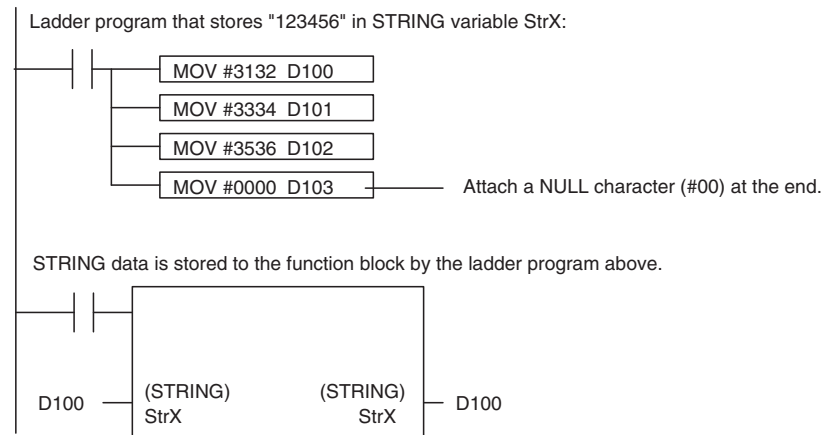 Ladder program that stores "123456" in STRING variable StrX:
MOV #3132 D100
MOV #3334 D101
MOV #3536 D102
MOV #0000 D103
Attach a NULL character (#00) at the end.
STRING data is stored to the function block by the ladder program above.
D100
(STRING)
StrX
(STRING)
StrX
D100